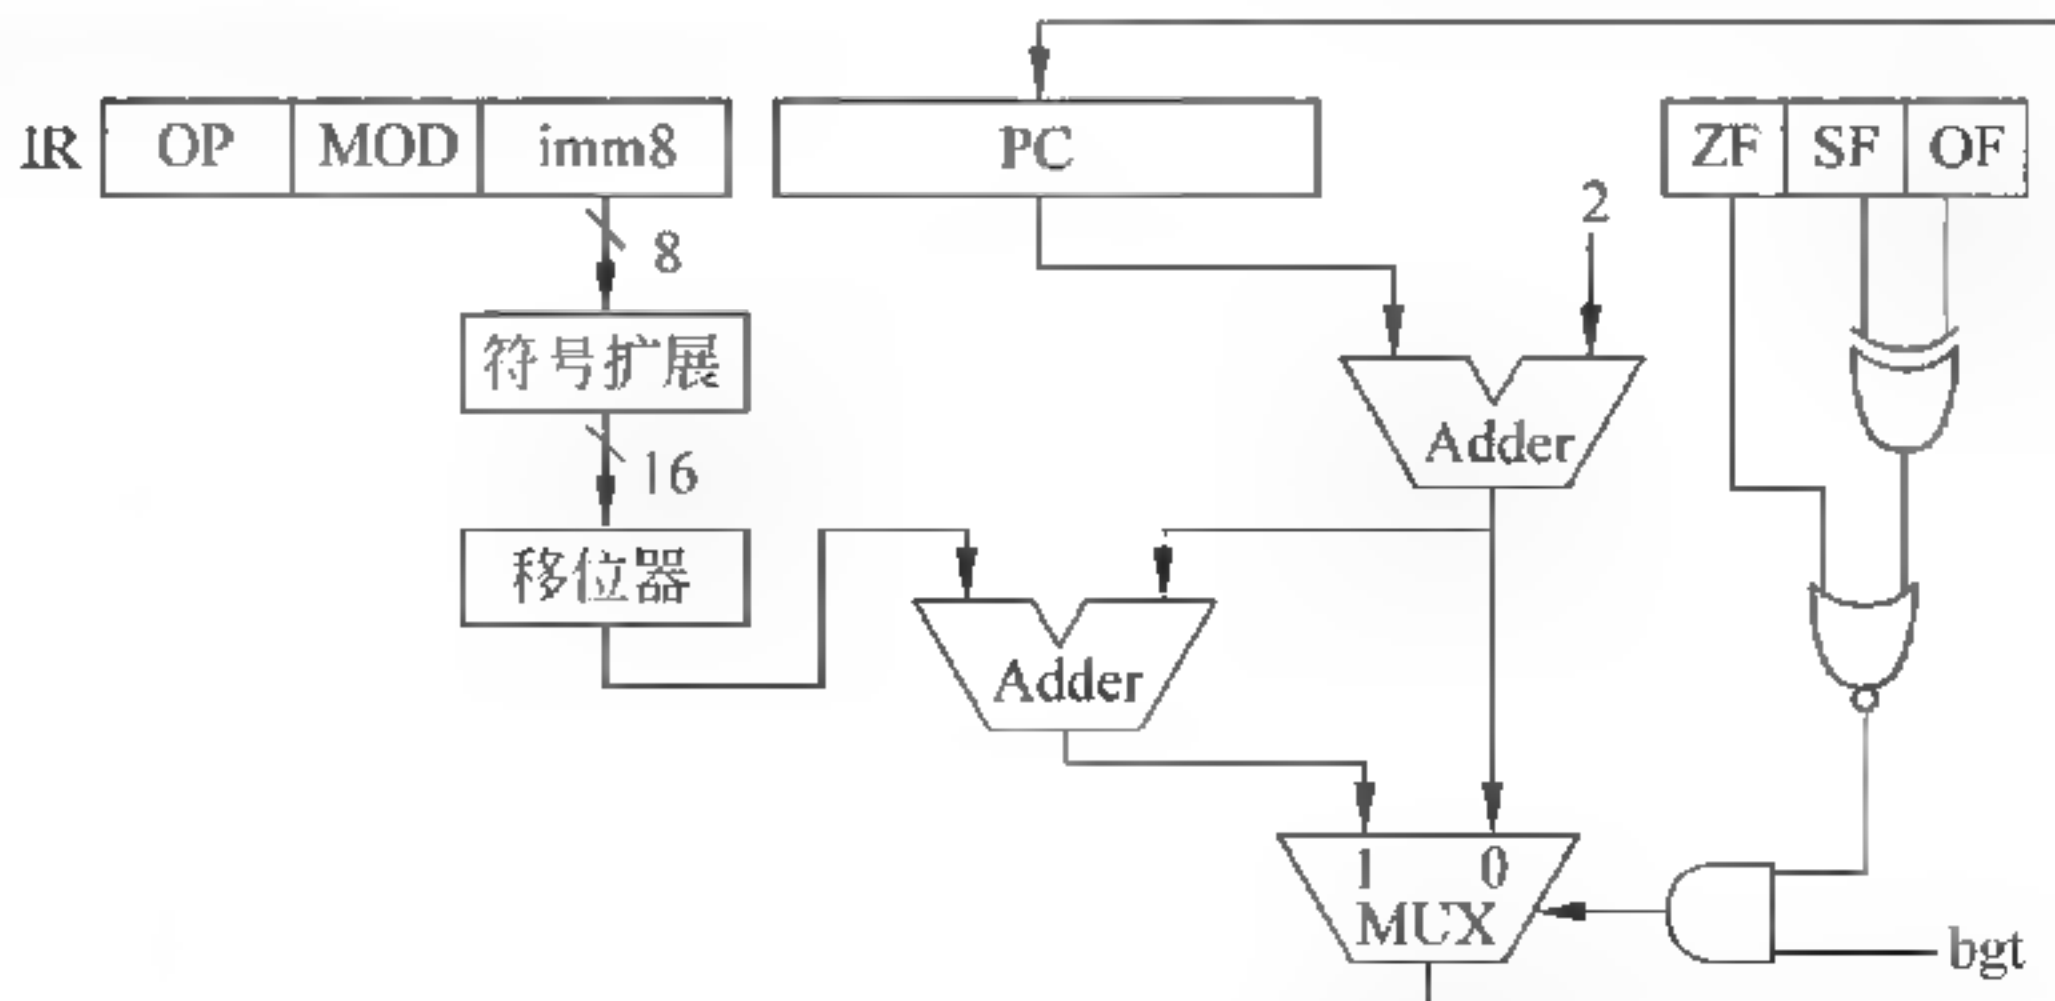 IR OP MOD imm8 PC ZF SF OF
2
8
符号扩展
16
Adder
移位器
Adder
1 0
MUX
bgt